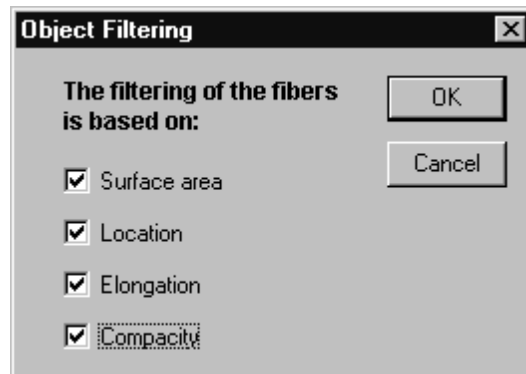 Object Filtering
The filtering of the fibers
is based on:
OK
Cancel
Surface area
Location
Elongation
Compacity